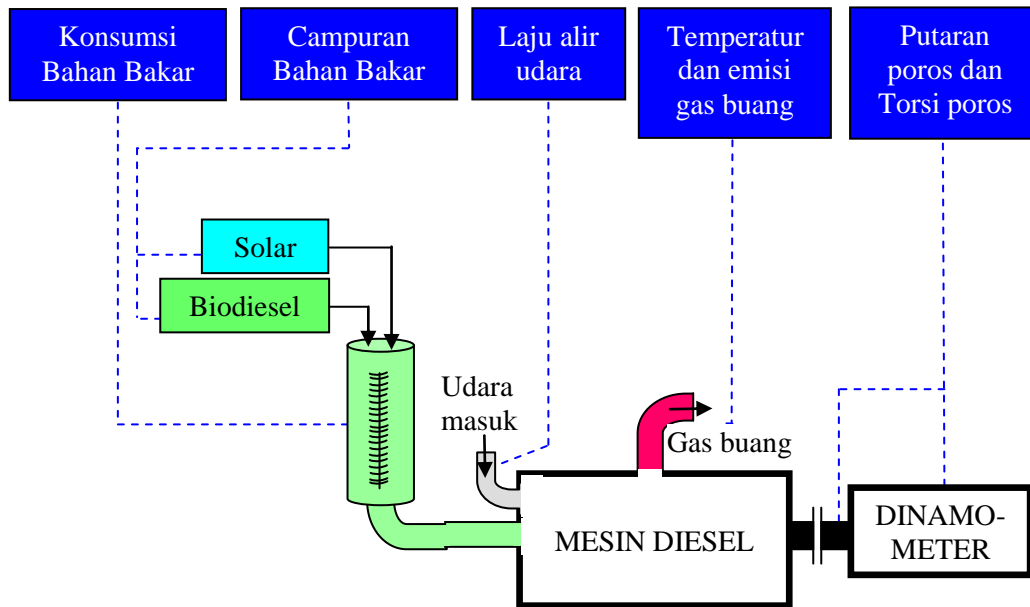 Konsumsi
Bahan Bakar
Campuran
Bahan Bakar
Laju alir
udara
Temperatur
dan emisi
gas buang
Putaran
poros dan
Torsi poros
Solar
Biodiesel
Udara
masuk
Gas buang
MESIN DIESEL
DINAMO-
METER